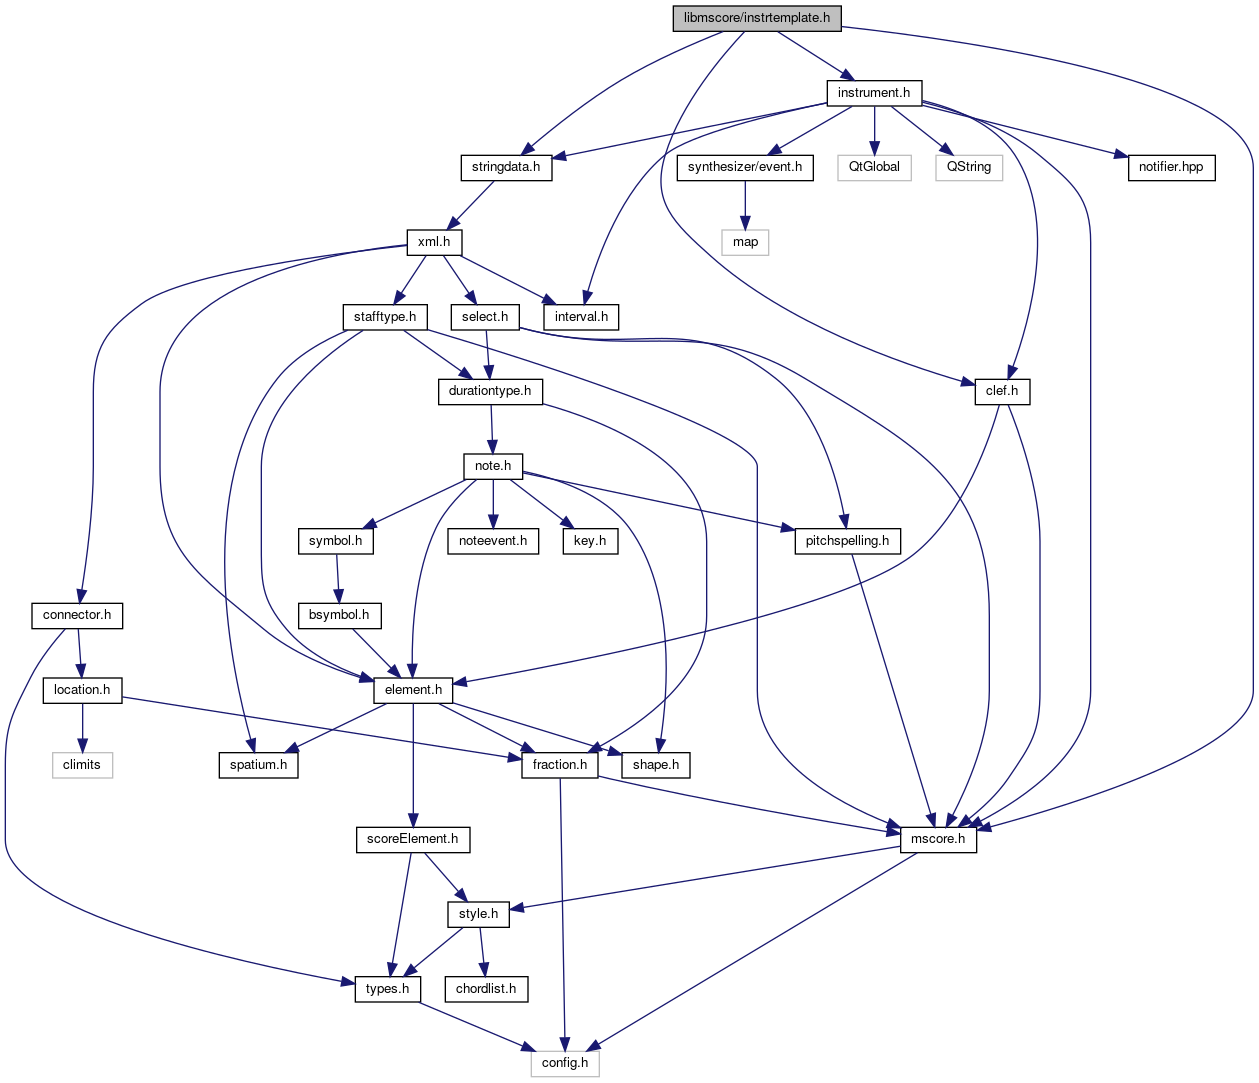 libmscore/instrtemplate.h
instrument.h
stringdata.h
synthesizer/event.h
QtGlobal
QString
notifier.hpp
xml.h
map
stafftype.h
select.h
interval.h
durationtype.h
clef.h
note.h
symbol.h
noteevent.h
key.h
pitchspelling.h
connector.h
bsymbol.h
location.h
element.h
climits
spatium.h
fraction.h
shape.h
scoreElement.h
mscore.h
style.h
types.h
chordlist.h
config.h